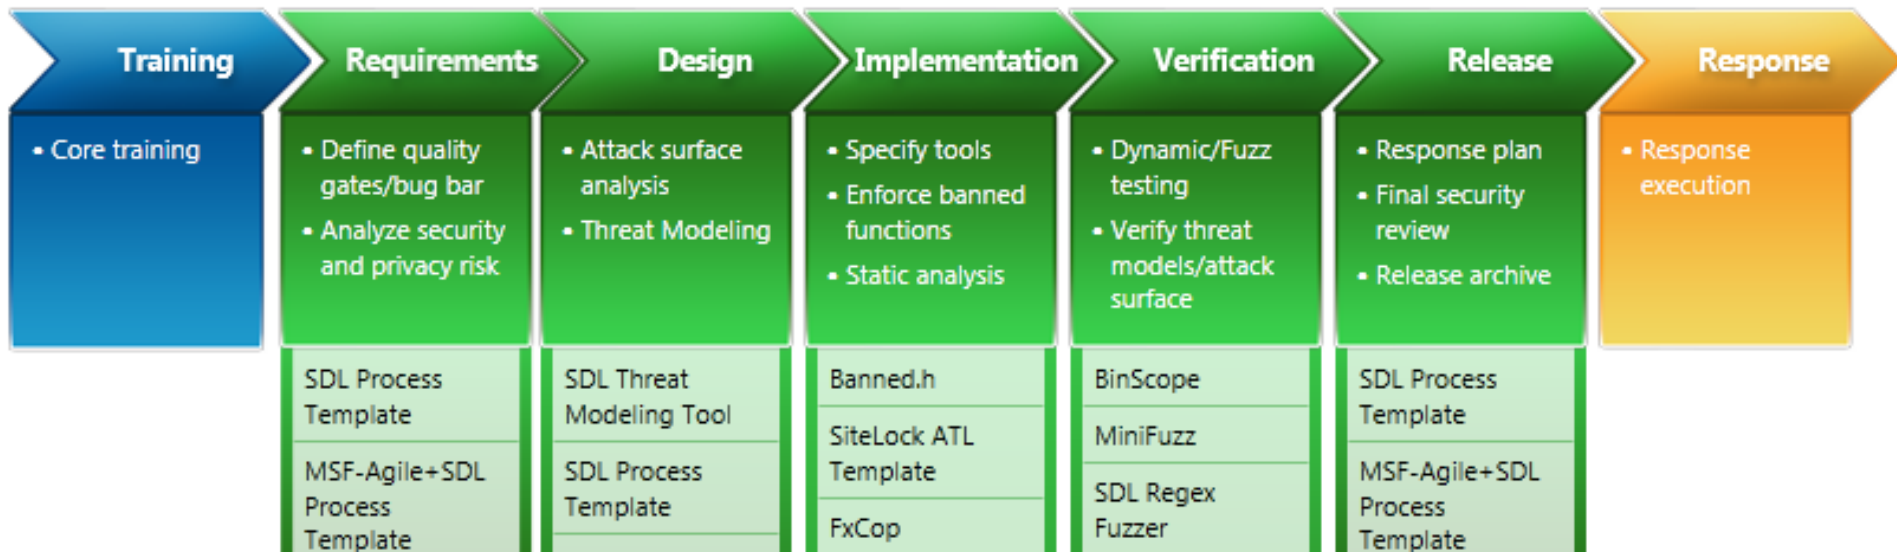 Training
Requirements
Design
Implementation
Verification
Release
Response
• Core training
• Define quality
gates/bug bar
• Analyze security
and privacy risk
• Attack surface
analysis
• Threat Modeling
• Specify tools
• Enforce banned
functions
• Static analysis
• Dynamic/Fuzz
testing
• Verify threat
models/attack
surface
• Response plan
• Final security
review
• Release archive
• Response
execution
SDL Process
Template
MSF-Agile+SDL
Process
Template
SDL Threat
Modeling Tool
SDL Process
Template
Banned.h
SiteLock ATL
Template
FxCop
BinScope
MiniFuzz
SDL Regex
Fuzzer
SDL Process
Template
MSF-Agile+SDL
Process
Template